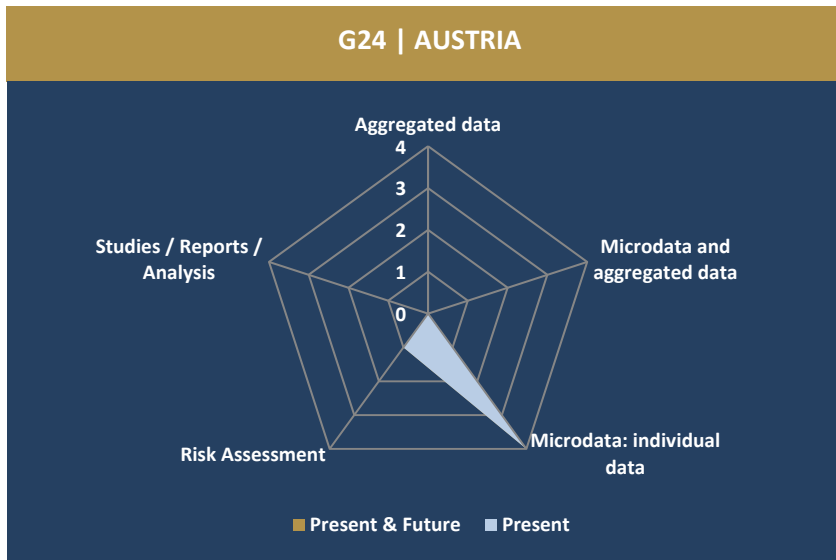 G24 | AUSTRIA
Aggregated data
4
3
2
1
0
Studies / Reports /
Analysis
Microdata and
aggregated data
Risk Assessment
Microdata: individual
data
Present & Future
Present